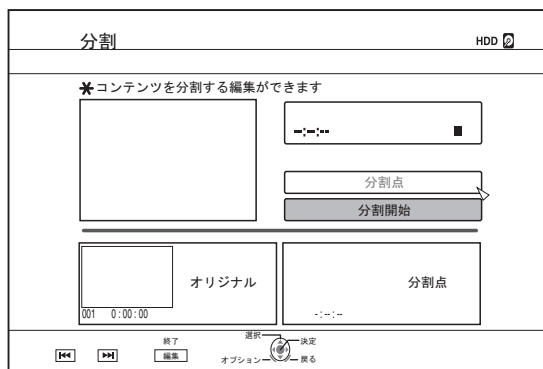 分割
HDD
*コンテンツを分割する編集ができます
-:--:--
分割点
分割開始
オリジナル
001 0:00:00
分割点
-:--:--
終了
編集
選択
決定
オプション
戻る